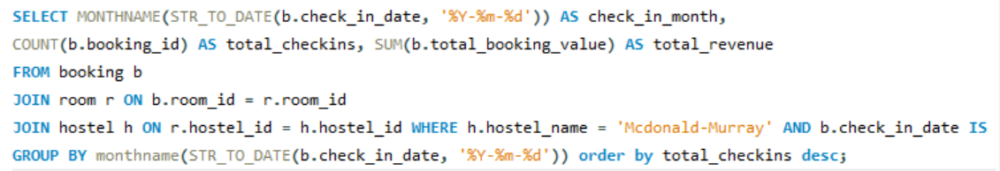 SELECT MONTHNAME(STR_TO_DATE(b.check_in_date, '%Y-%m-%d')) AS check_in_month,
COUNT(b.booking_id) AS total_checkins, SUM(b.total_booking_value) AS total_revenue
FROM booking b
JOIN room r ON b.room_id = r.room_id
JOIN hostel h ON r.hostel_id = h.hostel_id WHERE h.hostel_name = 'Mcdonald-Murray' AND b.check_in_date IS
GROUP BY monthname(STR_TO_DATE(b.check_in_date, '%Y-%m-%d')) order by total_checkins desc;